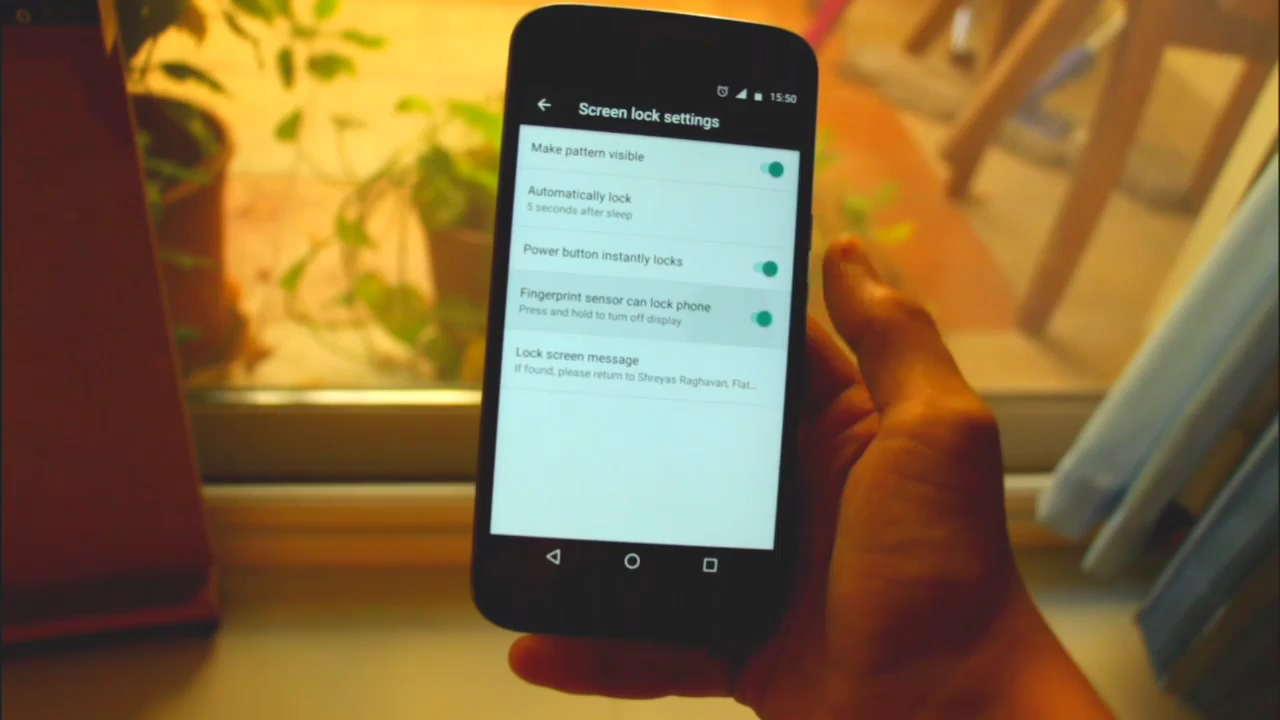 15:50
Screen lock settings
Make pattern visible
Automatically lock
5 seconds after sleep
Power button instantly locks
Fingerprint sensor can lock phone
Press and hold to turn off display
Lock screen message
If found, please return to Shreyas Raghavan, Flat...